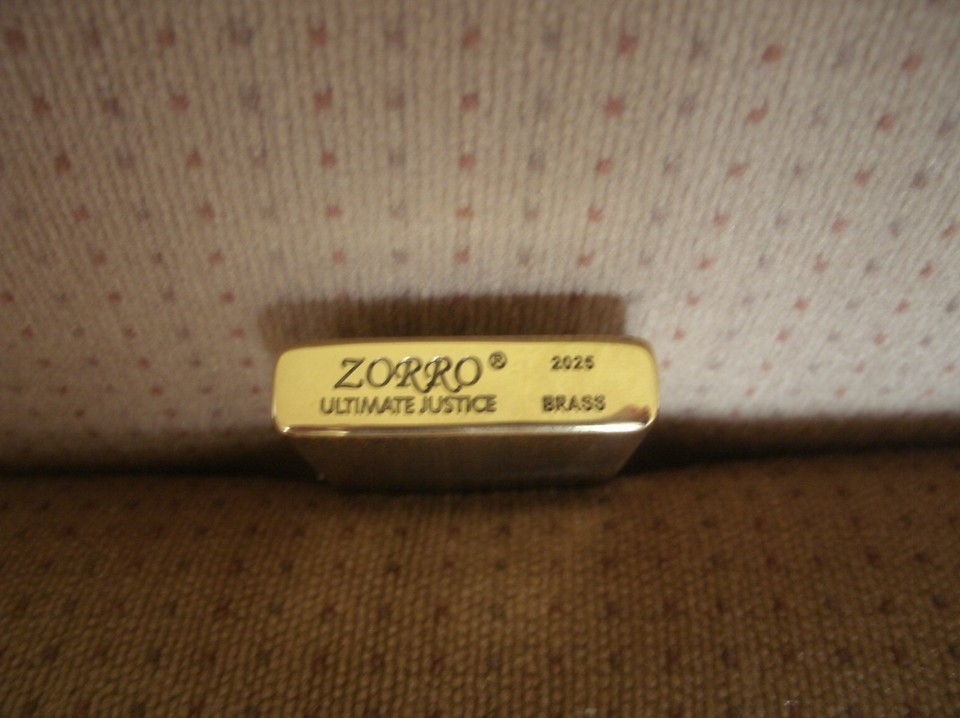 ZORRO® 2025
ULTIMATE JUSTICE BRASS